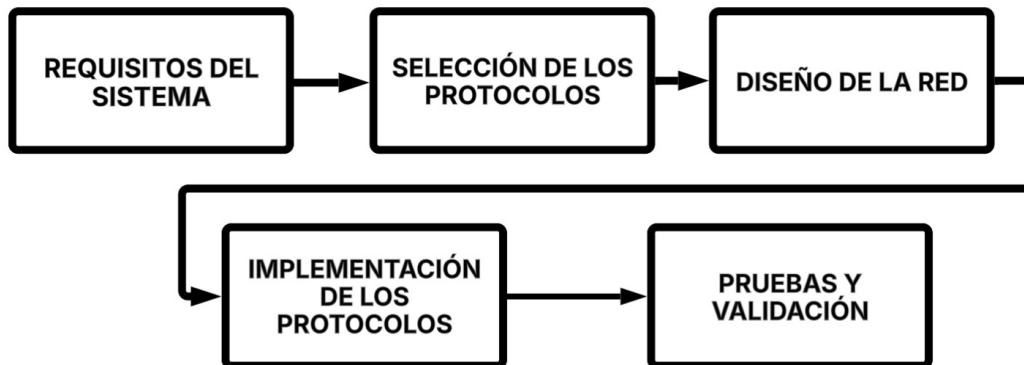 REQUISITOS DEL
SISTEMA
SELECCIÓN DE LOS
PROTOCOLOS
DISEÑO DE LA RED
IMPLEMENTACIÓN
DE LOS
PROTOCOLOS
PRUEBAS Y
VALIDACIÓN